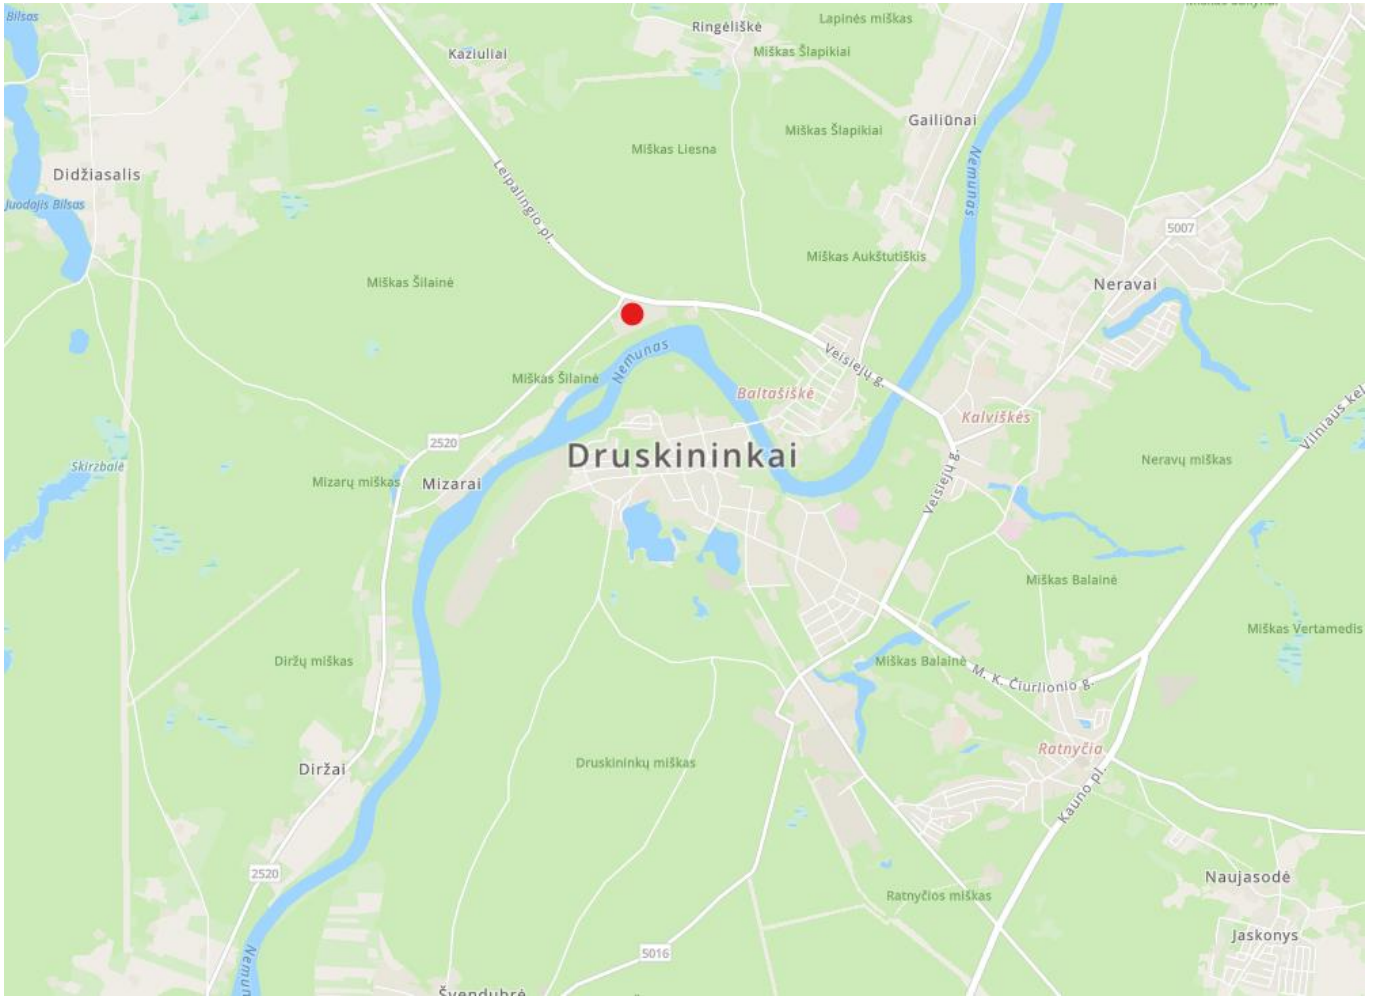 Bilsas
Kaziuliai
Ringėliškė
Lapinės miškas
Miškas Šlapikiai
Gailiūnai
Miškas Šlapikiai
Miškas Liesna
Didžiasalis
Leipalingio pl.
Nemunas
Juodajis Bilsas
5007
Miškas Aukštutiškis
Miškas Šilainė
Neravai
Nemunas
Veisiejų g.
Miškas Šilainė
Baltašiškė
Kalviškės
Vilniaus kel
2520
Druskininkai
Skirzbalė
Mizarų miškas
Mizarai
Veisiejų g.
Neravų miškas
Miškas Balainė
Miškas Vertamedis
Diržų miškas
Miškas Balainė
M. K. Čiurlionio g.
Ratnyčia
Diržai
Druskininkų miškas
Kauno pl.
2520
Naujasodė
Ratnyčios miškas
Jaskonys
5016
Nemun
Švendubrė